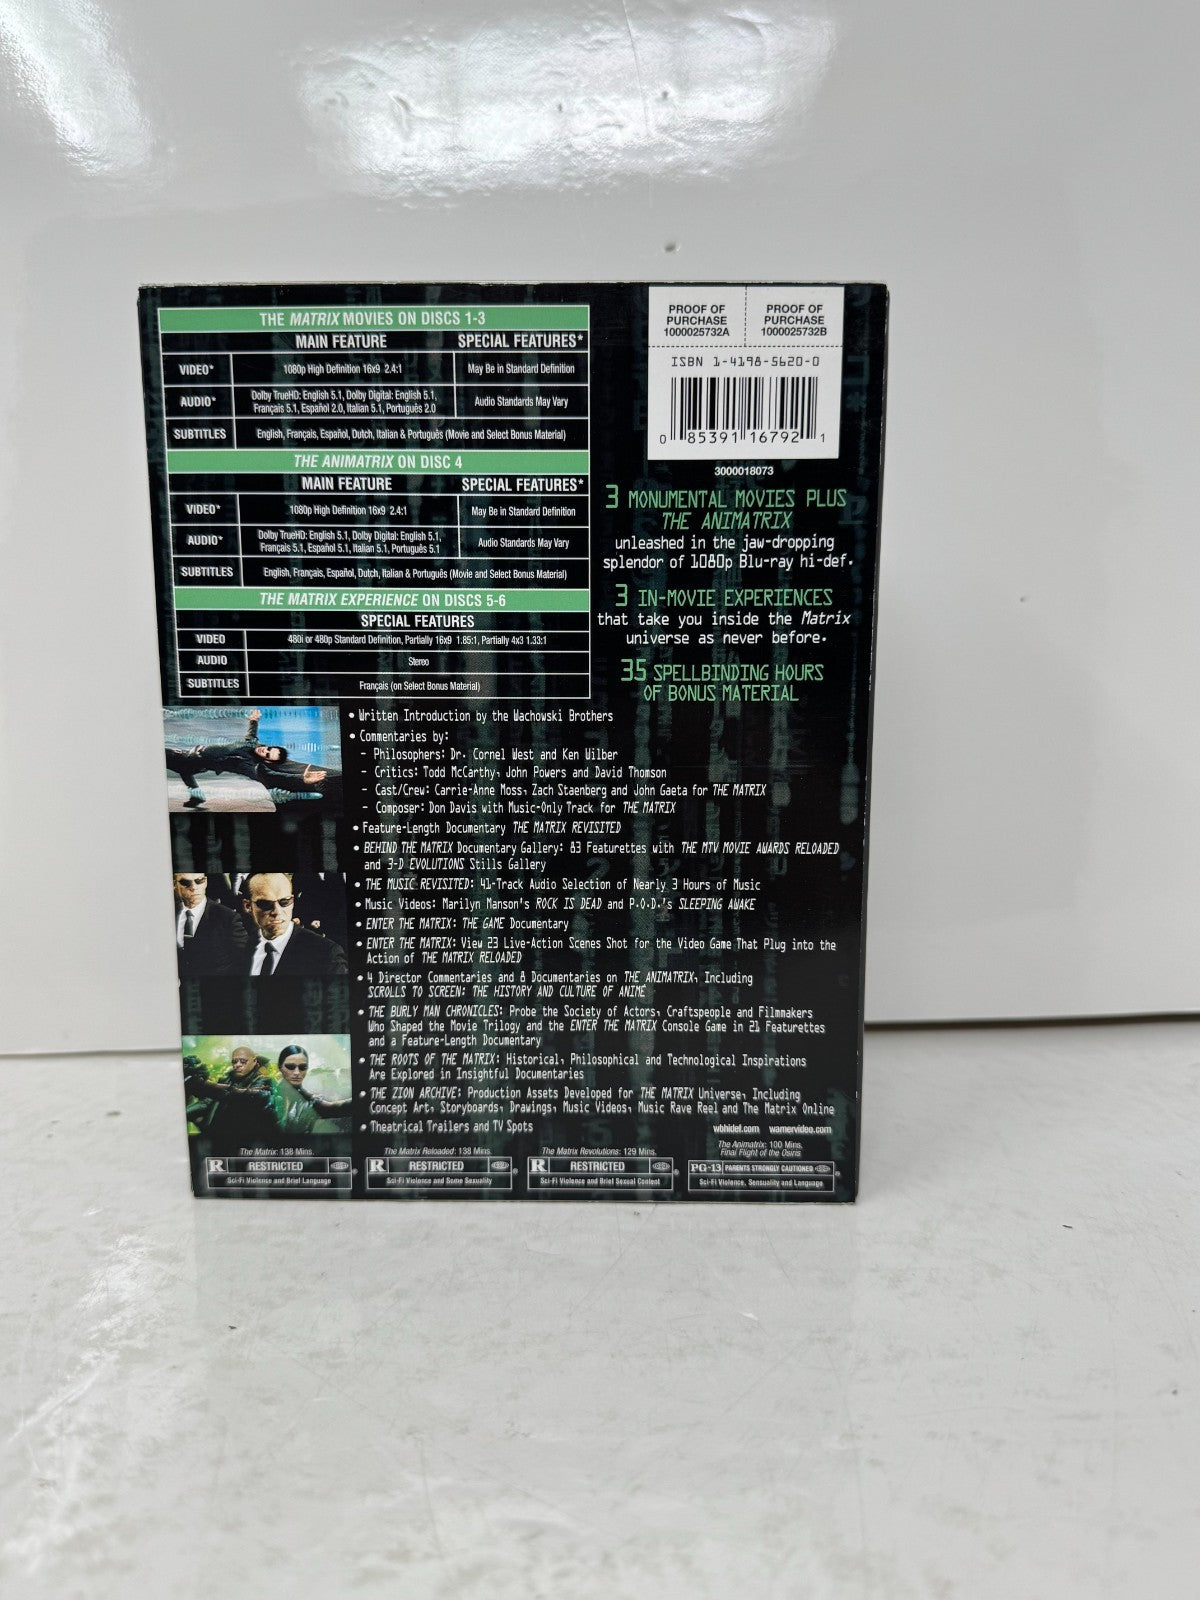 THE MATRIX MOVIES ON DISCS 1-3
MAIN FEATURE SPECIAL FEATURES*
VIDEO* 1080p High Definition 16x9 2.4:1 May Be in Standard Definition
AUDIO* Dolby TrueHD: English 5.1, Dolby Digital: English 5.1,
Français 5.1, Español 2.0, Italian 5.1, Português 2.0 Audio Standards May Vary
SUBTITLES English, Français, Español, Dutch, Italian & Português (Movie and Select Bonus Material)
THE ANIMATRIX ON DISC 4
MAIN FEATURE SPECIAL FEATURES*
VIDEO* 1080p High Definition 16x9 2.4:1 May Be in Standard Definition
AUDIO* Dolby TrueHD: English 5.1, Dolby Digital: English 5.1,
Français 5.1, Español 5.1, Italian 5.1, Português 5.1 Audio Standards May Vary
SUBTITLES English, Français, Español, Dutch, Italian & Português (Movie and Select Bonus Material)
THE MATRIX EXPERIENCE ON DISCS 5-6
SPECIAL FEATURES
VIDEO 480i or 480p Standard Definition, Partially 16x9 1.85:1, Partially 4x3 1.33:1
AUDIO Stereo
SUBTITLES Français (on Select Bonus Material)
PROOF OF
PURCHASE
1000025732A
PROOF OF
PURCHASE
1000025732B
ISBN 1-4198-5620-0
0 85391 16792 1
3000018073
3 MONUMENTAL MOVIES PLUS
THE ANIMATRIX
unleashed in the jaw-dropping
splendor of 1080p Blu-ray hi-def.
3 IN-MOVIE EXPERIENCES
that take you inside the Matrix
universe as never before.
35 SPELLBINDING HOURS
OF BONUS MATERIAL
• Written Introduction by the Wachowski Brothers
• Commentaries by:
– Philosophers: Dr. Cornel West and Ken Wilber
– Critics: Todd McCarthy, John Powers and David Thomson
– Cast/Crew: Carrie-Anne Moss, Zach Staenberg and John Gaeta for THE MATRIX
– Composer: Don Davis with Music-Only Track for THE MATRIX
• Feature-Length Documentary THE MATRIX REVISITED
• BEHIND THE MATRIX Documentary Gallery: 83 Featurettes with THE MTV MOVIE AWARDS RELOADED
and 3-D EVOLUTIONS Stills Gallery
• THE MUSIC REVISITED: 41-Track Audio Selection of Nearly 3 Hours of Music
• Music Videos: Marilyn Manson's ROCK IS DEAD and P.O.D.'s SLEEPING AWAKE
• ENTER THE MATRIX: THE GAME Documentary
• ENTER THE MATRIX: View 23 Live-Action Scenes Shot for the Video Game That Plug into the
Action of THE MATRIX RELOADED
• 4 Director Commentaries and 8 Documentaries on THE ANIMATRIX, Including
SCROLLS TO SCREEN: THE HISTORY AND CULTURE OF ANIME
• THE BURLY MAN CHRONICLES: Probe the Society of Actors, Craftspeople and Filmmakers
Who Shaped the Movie Trilogy and the ENTER THE MATRIX Console Game in 21 Featurettes
and a Feature-Length Documentary
• THE ROOTS OF THE MATRIX: Historical, Philosophical and Technological Inspirations
Are Explored in Insightful Documentaries
• THE ZION ARCHIVE: Production Assets Developed for THE MATRIX Universe, Including
Concept Art, Storyboards, Drawings, Music Videos, Music Rave Reel and The Matrix Online
• Theatrical Trailers and TV Spots
wbhidef.com warnervideo.com
The Matrix: 138 Mins.
R RESTRICTED
Sci-Fi Violence and Brief Language
The Matrix Reloaded: 138 Mins.
R RESTRICTED
Sci-Fi Violence and Some Sexuality
The Matrix Revolutions: 129 Mins.
R RESTRICTED
Sci-Fi Violence and Brief Sexual Content
The Animatrix: 100 Mins.
Final Flight of the Osiris
PG-13 PARENTS STRONGLY CAUTIONED
Sci-Fi Violence, Sensuality and Language